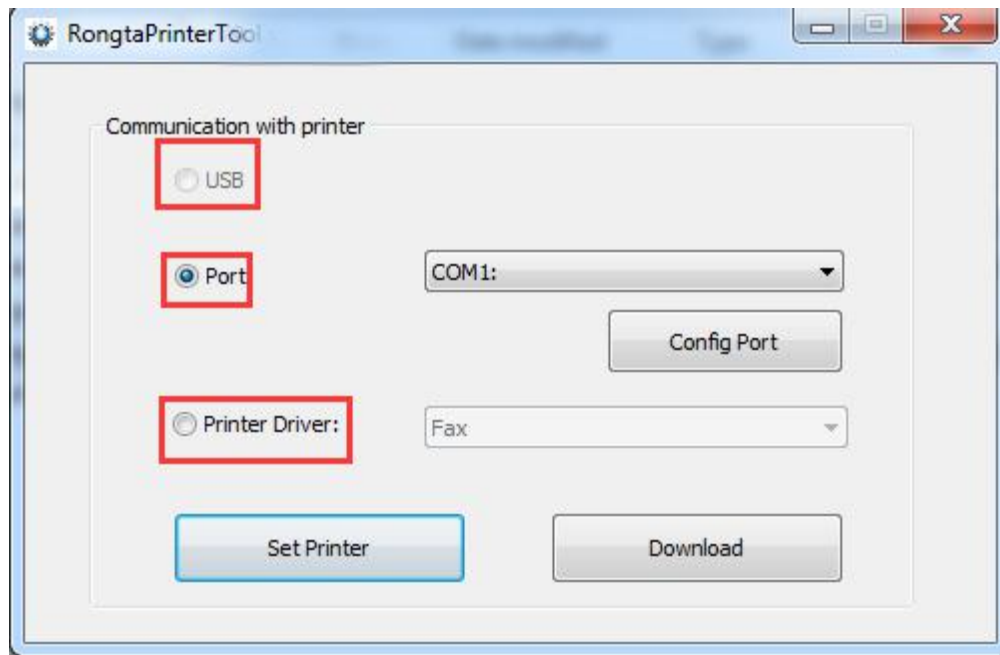 RongtaPrinterTool
Communication with printer
USB
Port
COM1:
Config Port
Printer Driver:
Fax
Set Printer
Download